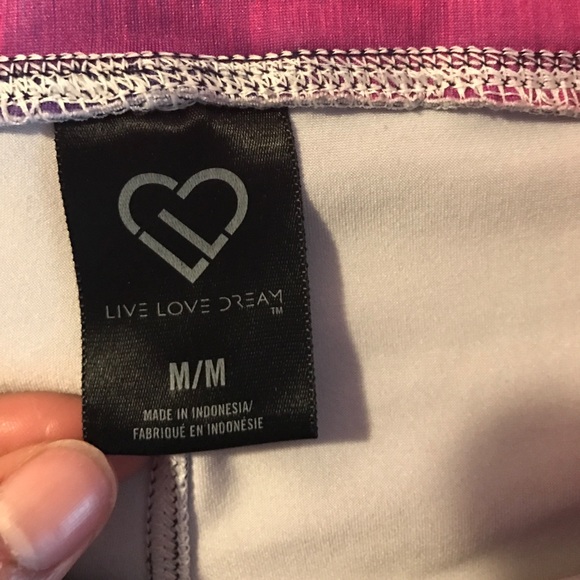 LIVE LOVE DREAM™
M/M
MADE IN INDONESIA/
FABRIQUÉ EN INDONÉSIE